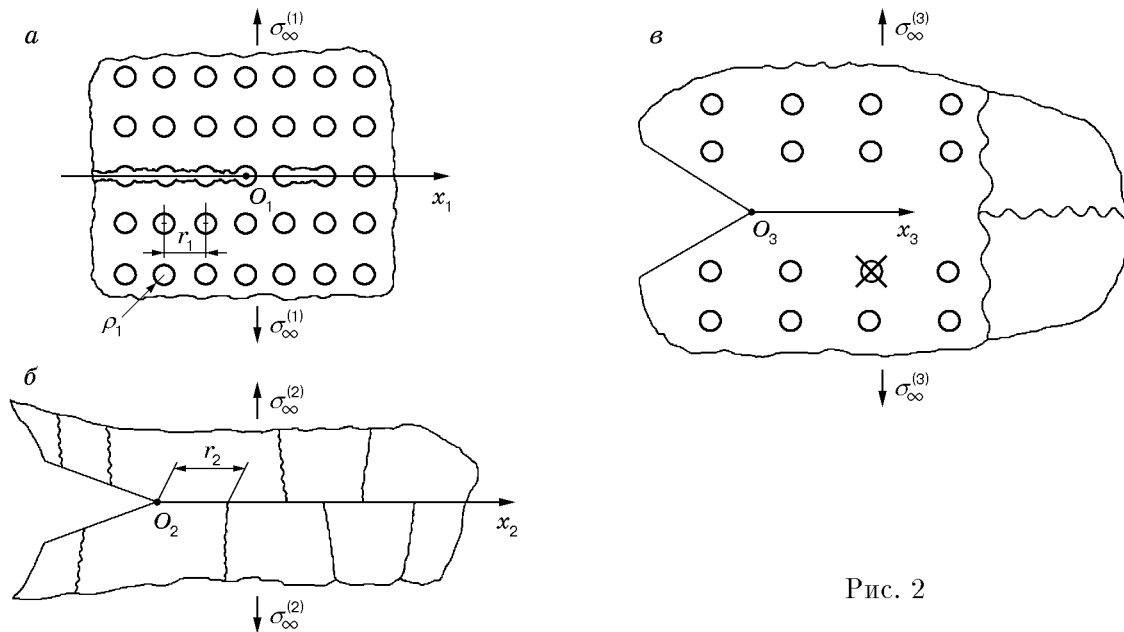 а
σ∞(1)
O1
x1
r1
ρ1
σ∞(1)
б
σ∞(2)
r2
O2
x2
σ∞(2)
в
σ∞(3)
O3
x3
σ∞(3)
Рис. 2